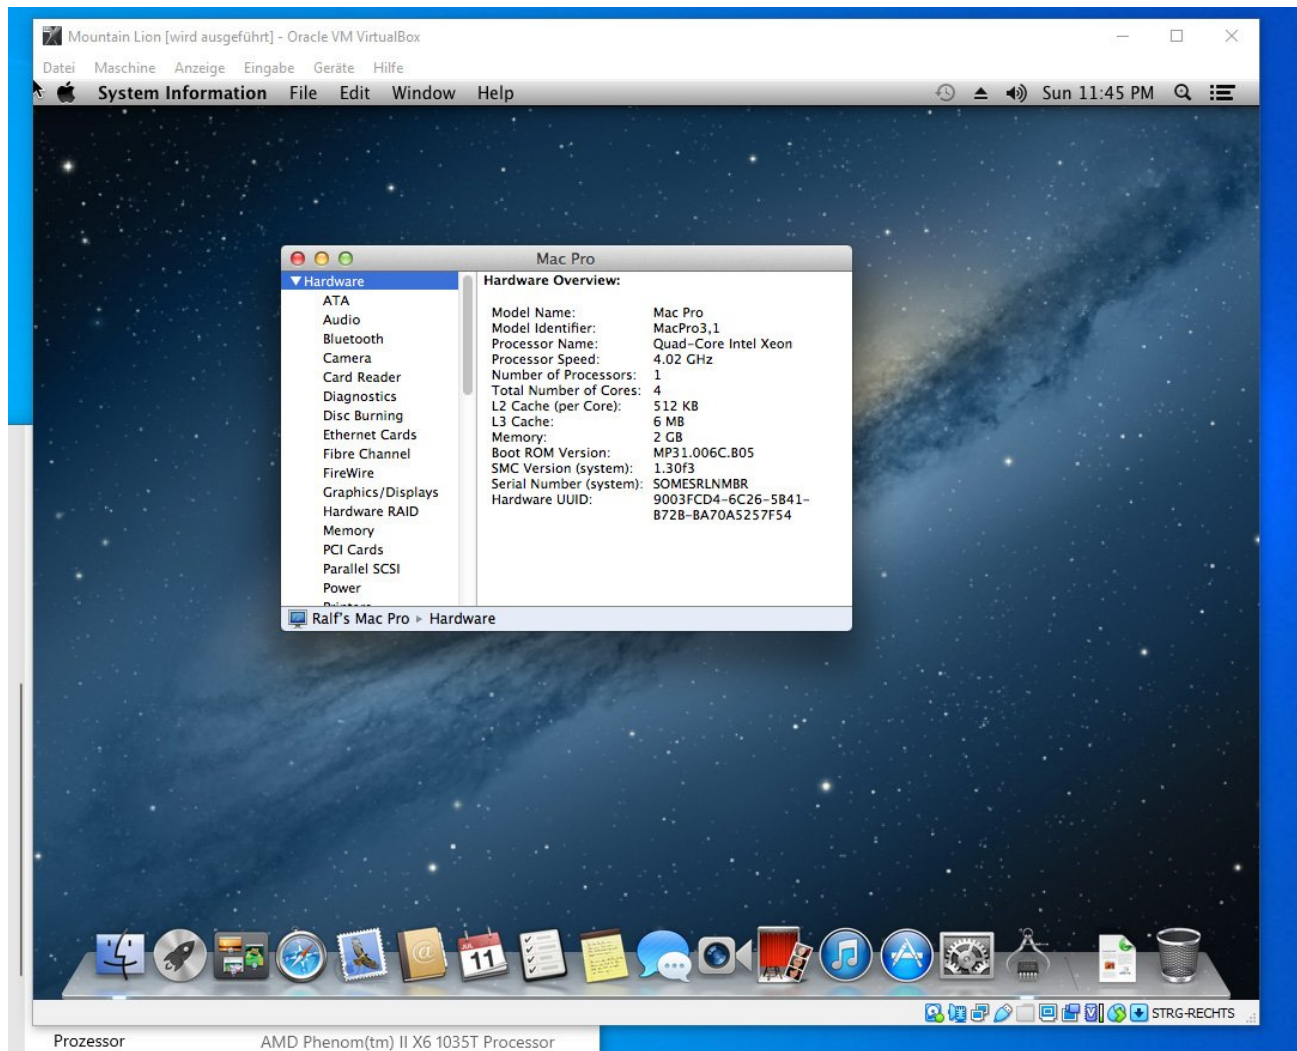 Mountain Lion [wird ausgeführt] - Oracle VM VirtualBox
Datei Maschine Anzeige Eingabe Geräte Hilfe
System Information File Edit Window Help Sun 11:45 PM
Mac Pro
Hardware
ATA
Audio
Bluetooth
Camera
Card Reader
Diagnostics
Disc Burning
Ethernet Cards
Fibre Channel
FireWire
Graphics/Displays
Hardware RAID
Memory
PCI Cards
Parallel SCSI
Power
Hardware Overview:
Model Name: Mac Pro
Model Identifier: MacPro3,1
Processor Name: Quad-Core Intel Xeon
Processor Speed: 4.02 GHz
Number of Processors: 1
Total Number of Cores: 4
L2 Cache (per Core): 512 KB
L3 Cache: 6 MB
Memory: 2 GB
Boot ROM Version: MP31.006C.B05
SMC Version (system): 1.30f3
Serial Number (system): SOMESRLNMBR
Hardware UUID: 9003FCD4-6C26-5B41-
B72B-BA70A5257F54
Ralf's Mac Pro Hardware
JUL
11
STRG-RECHTS
Prozessor AMD Phenom(tm) II X6 1035T Processor